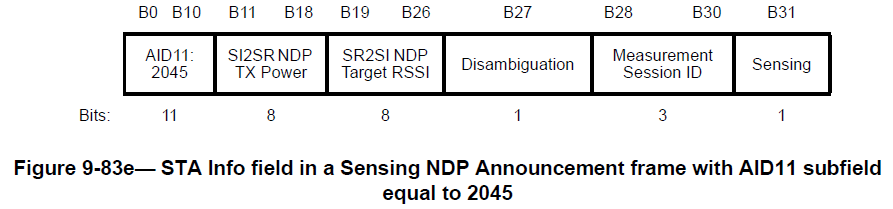 B0 B10 B11 B18 B19 B26 B27 B28 B30 B31
AID11: SI2SR NDP SR2SI NDP Disambiguation Measurement Sensing
2045 TX Power Target RSSI Session ID
Bits: 11 8 8 1 3 1
Figure 9-83e— STA Info field in a Sensing NDP Announcement frame with AID11 subfield
equal to 2045